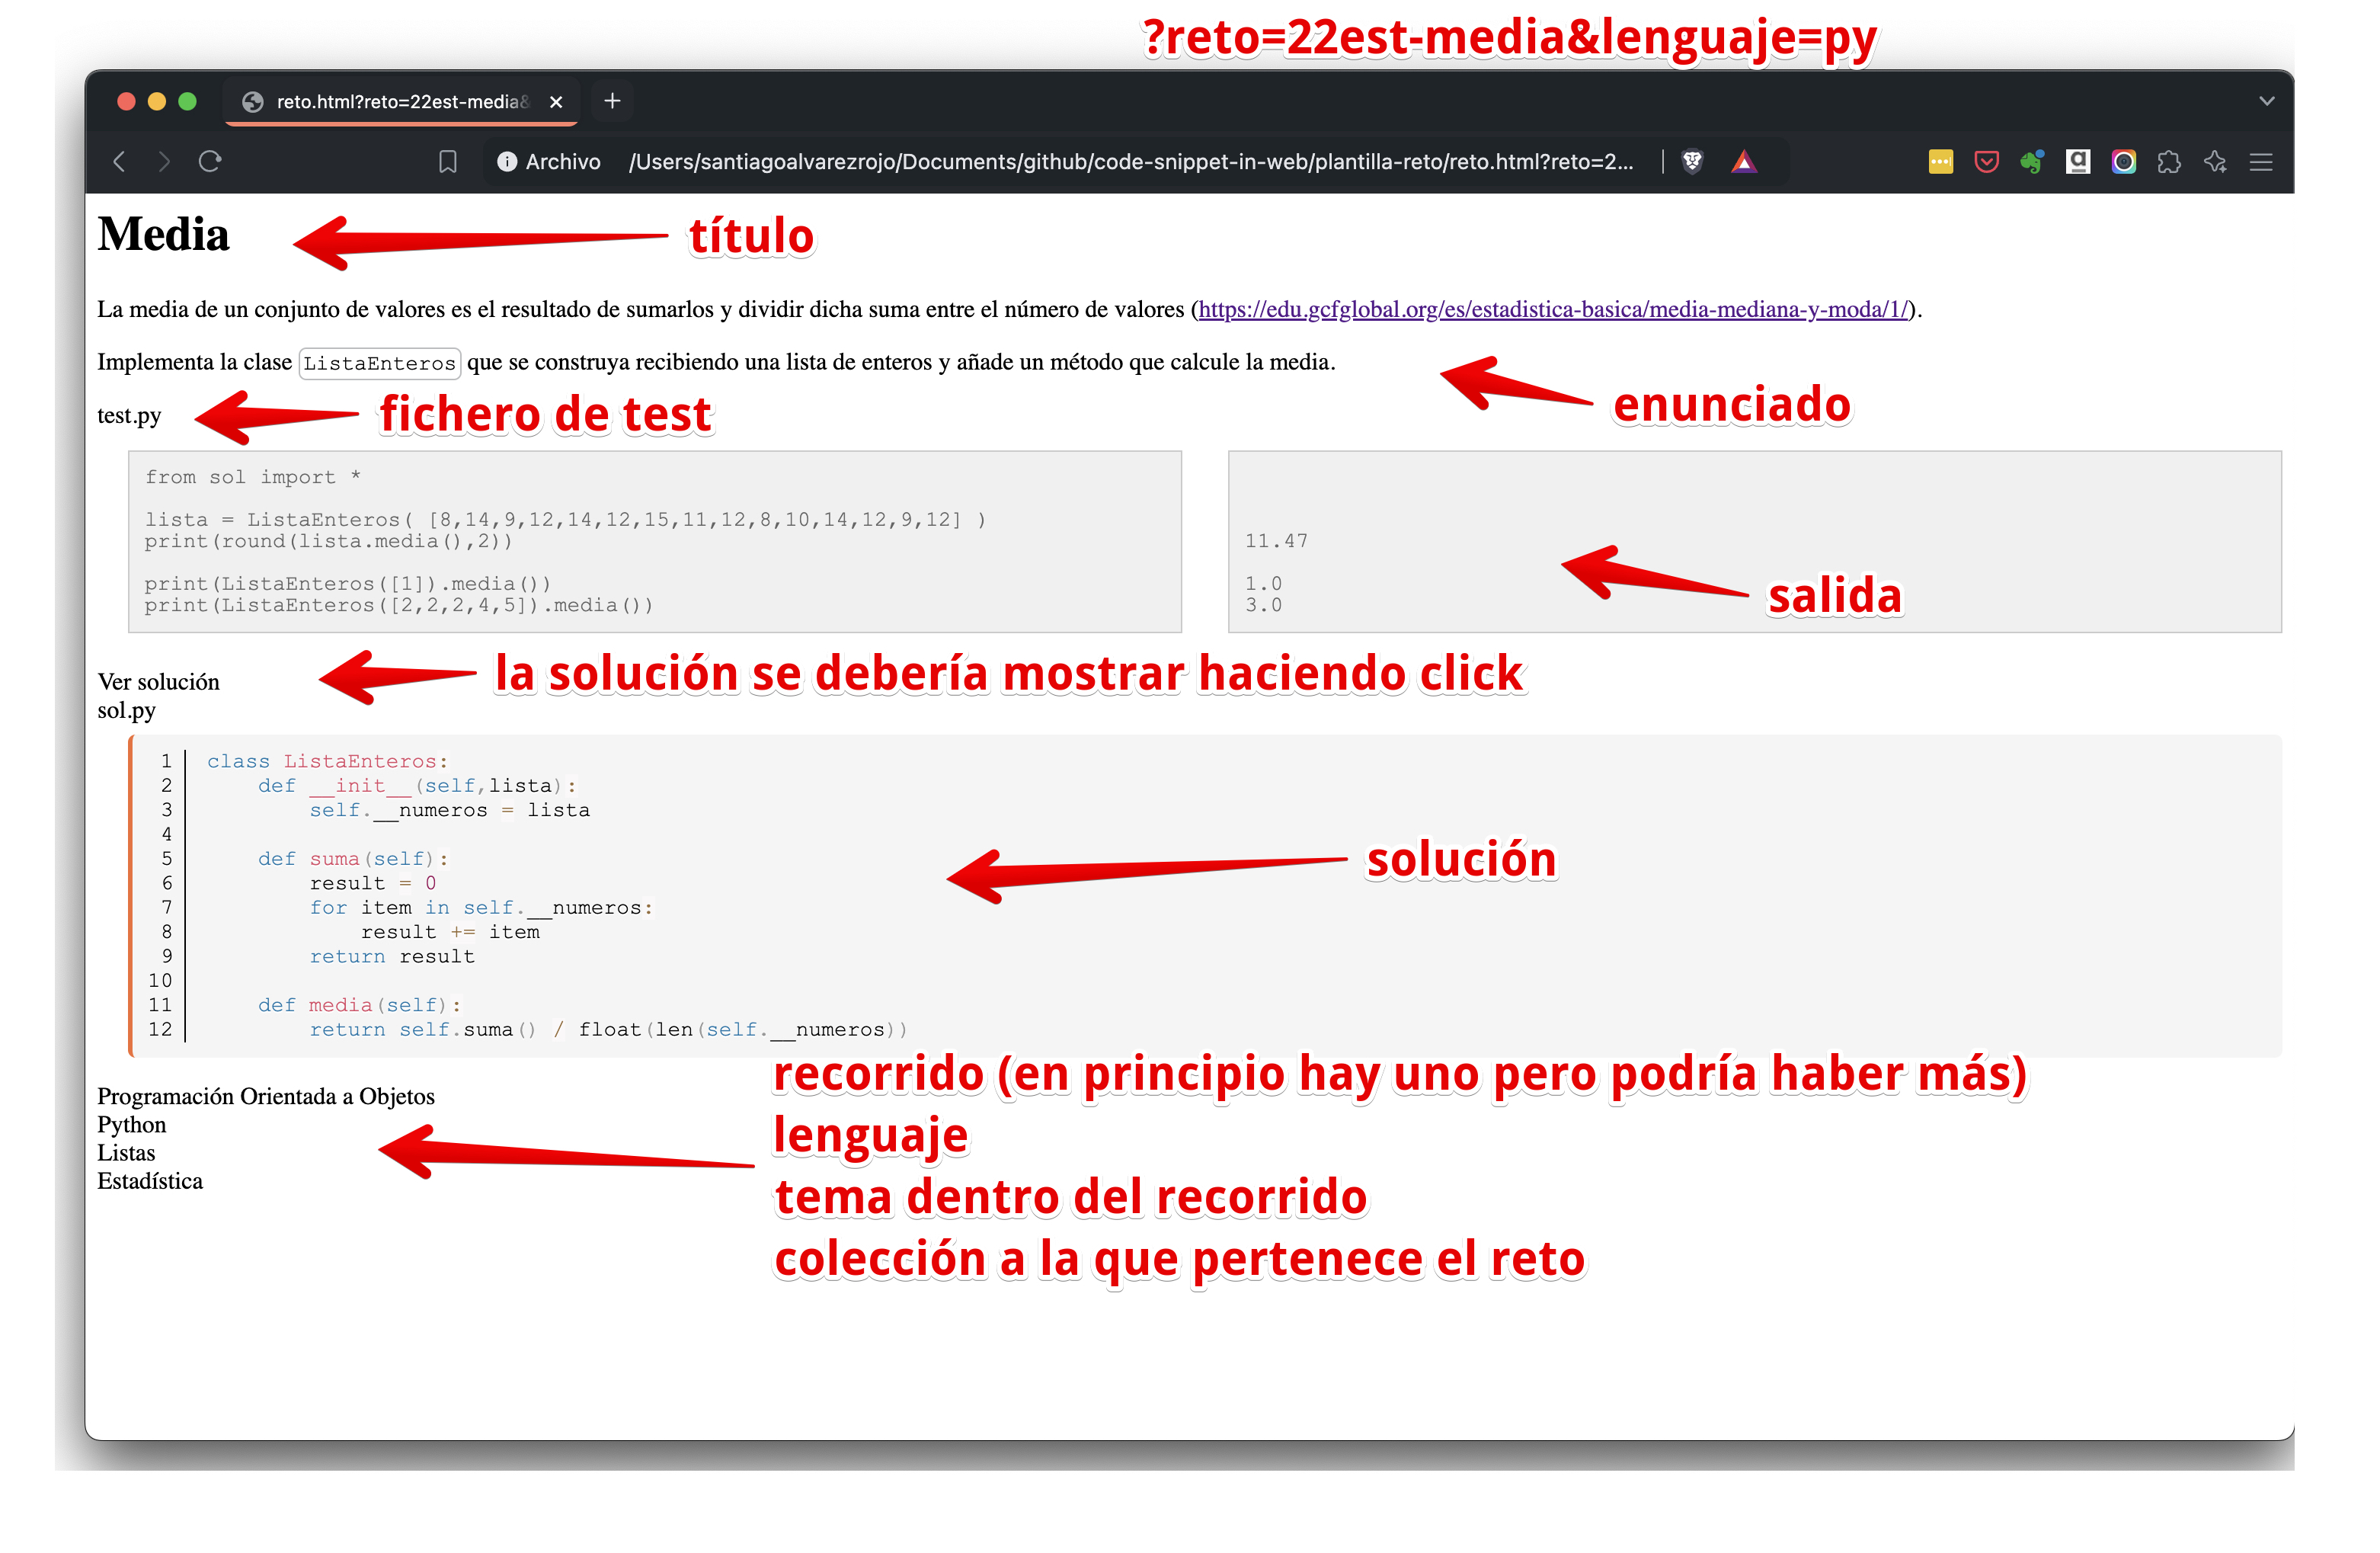 ?reto=22est-media&lenguaje=py
reto.html?reto=22est-media&
Archivo /Users/santiagoalvarezrojo/Documents/github/code-snippet-in-web/plantilla-reto/reto.html?reto=2...
Media
título
La media de un conjunto de valores es el resultado de sumarlos y dividir dicha suma entre el número de valores (https://edu.gcfglobal.org/es/estadistica-basica/media-mediana-y-moda/1/).
Implementa la clase ListaEnteros que se construya recibiendo una lista de enteros y añade un método que calcule la media.
enunciado
test.py
fichero de test
from sol import *
lista = ListaEnteros( [8,14,9,12,14,12,15,11,12,8,10,14,12,9,12] )
print(round(lista.media(),2))
print(ListaEnteros([1]).media())
print(ListaEnteros([2,2,2,4,5]).media())
11.47
1.0
3.0
salida
Ver solución
la solución se debería mostrar haciendo click
sol.py
1 class ListaEnteros:
2     def __init__(self,lista):
3         self.__numeros = lista
4
5     def suma(self):
6         result = 0
7         for item in self.__numeros:
8             result += item
9         return result
10
11     def media(self):
12         return self.suma() / float(len(self.__numeros))
solución
Programación Orientada a Objetos
Python
Listas
Estadística
recorrido (en principio hay uno pero podría haber más)
lenguaje
tema dentro del recorrido
colección a la que pertenece el reto